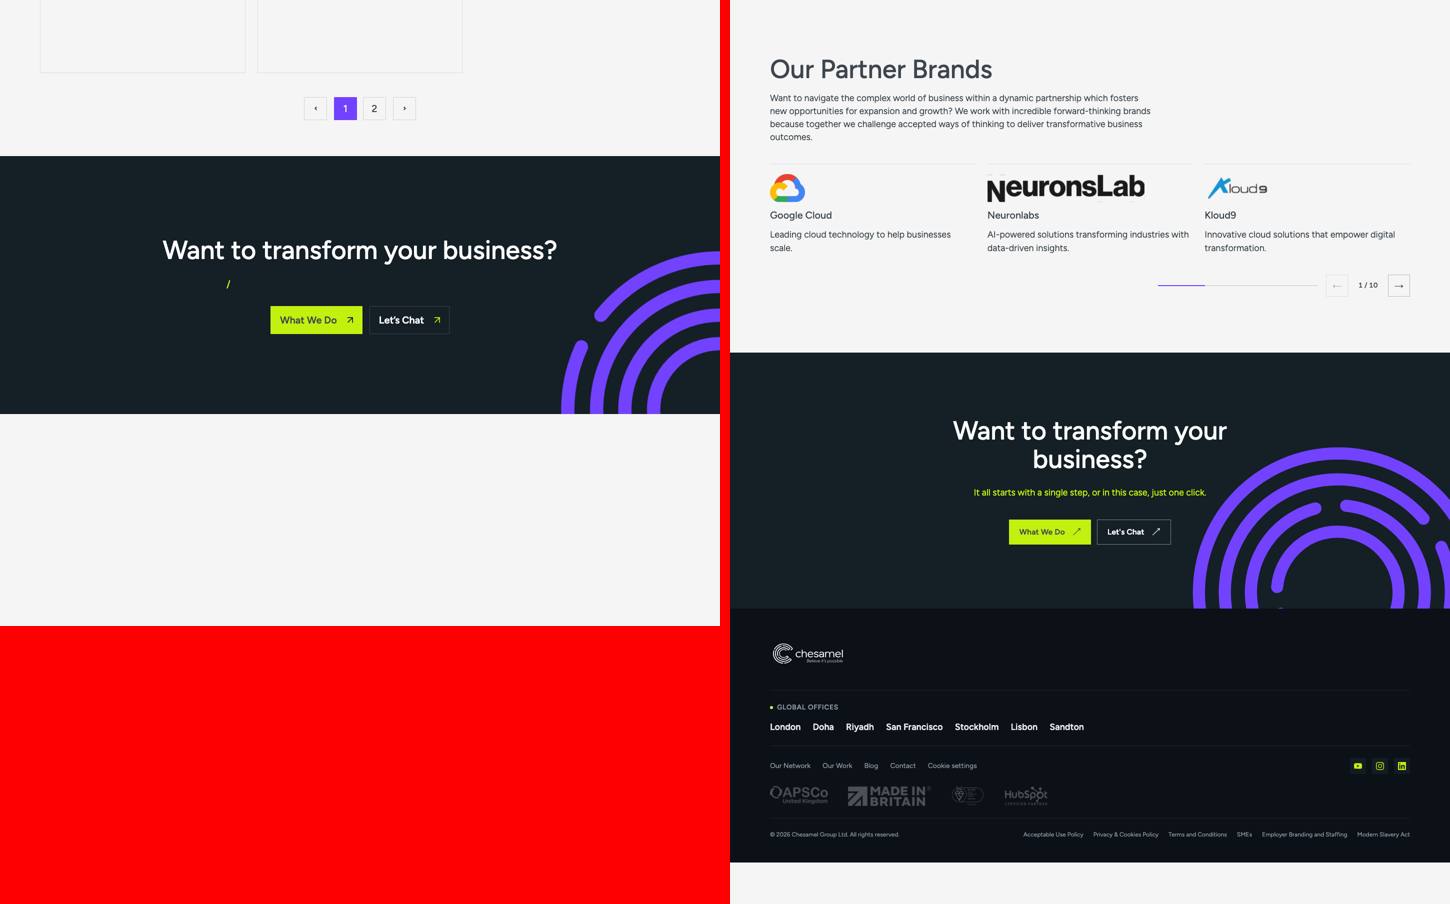 1
2
Want to transform your business?
/
What We Do
Let's Chat
Our Partner Brands
Want to navigate the complex world of business within a dynamic partnership which fosters
new opportunities for expansion and growth? We work with incredible forward-thinking brands
because together we challenge accepted ways of thinking to deliver transformative business
outcomes.
NeuronsLab
Kloud9
Google Cloud
Neuronlabs
Kloud9
Leading cloud technology to help businesses
scale.
AI-powered solutions transforming industries with
data-driven insights.
Innovative cloud solutions that empower digital
transformation.
1 / 10
Want to transform your
business?
It all starts with a single step, or in this case, just one click.
What We Do
Let's Chat
chesamel
Believe it's possible
GLOBAL OFFICES
London Doha Riyadh San Francisco Stockholm Lisbon Sandton
Our Network Our Work Blog Contact Cookie settings
APSCo
United Kingdom
MADE IN
BRITAIN
HubSpot
CERTIFIED PARTNER
© 2026 Chesamel Group Ltd. All rights reserved.
Acceptable Use Policy Privacy & Cookies Policy Terms and Conditions SMEs Employer Branding and Staffing Modern Slavery Act